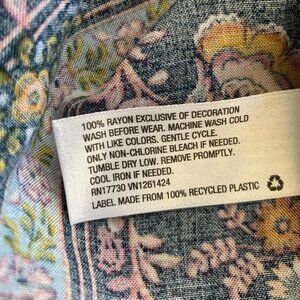 100% RAYON EXCLUSIVE OF DECORATION
WASH BEFORE WEAR. MACHINE WASH COLD
WITH LIKE COLORS. GENTLE CYCLE.
ONLY NON-CHLORINE BLEACH IF NEEDED.
TUMBLE DRY LOW. REMOVE PROMPTLY.
COOL IRON IF NEEDED.
RN17730 VN1261424
LABEL MADE FROM 100% RECYCLED PLASTIC